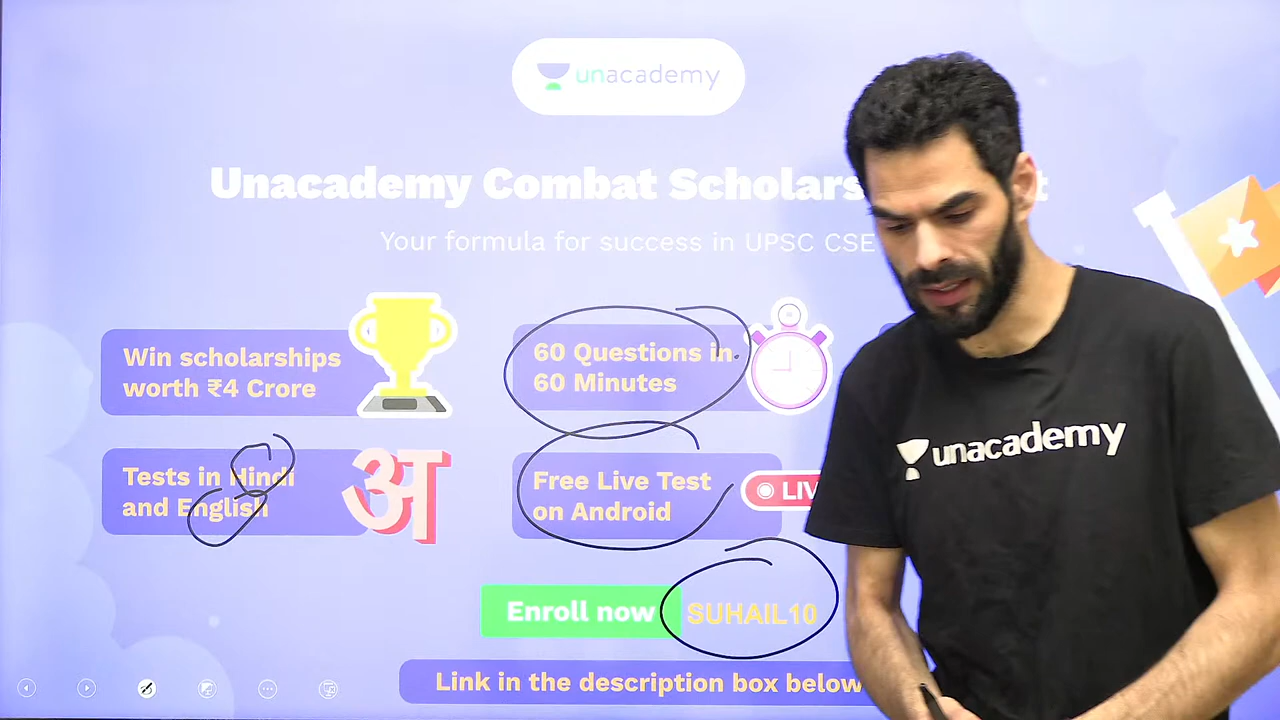 unacademy
Unacademy Combat Scholars
Your formula for success in UPSC CSE
Win scholarships
worth ₹4 Crore
60 Questions in
60 Minutes
Tests in Hindi
and English
अ
Free Live Test
on Android
LIV
unacademy
Enroll now
SUHAIL10
Link in the description box below